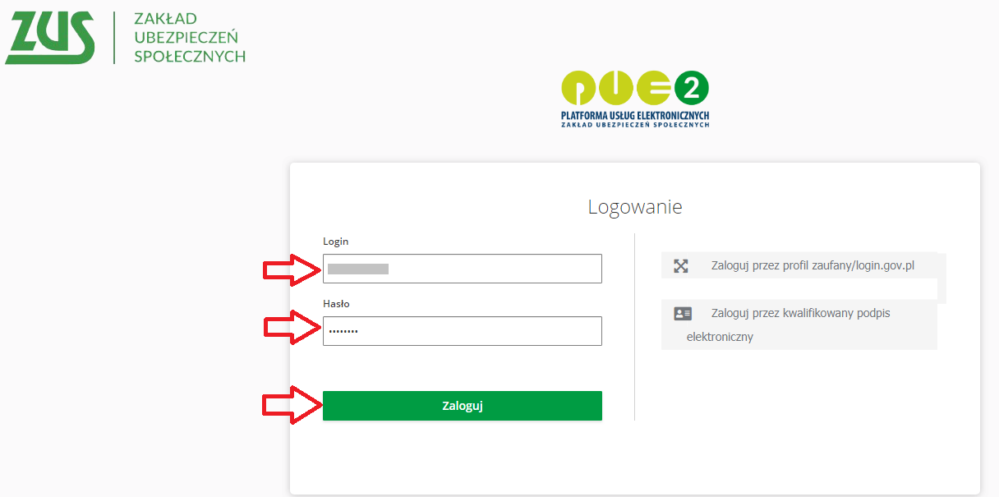 ZUS
ZAKŁAD
UBEZPIECZEŃ
SPOŁECZNYCH
pue2
PLATFORMA USŁUG ELEKTRONICZNYCH
ZAKŁAD UBEZPIECZEŃ SPOŁECZNYCH
Logowanie
Login
Hasło
••••••••
Zaloguj
Zaloguj przez profil zaufany/login.gov.pl
Zaloguj przez kwalifikowany podpis
elektroniczny